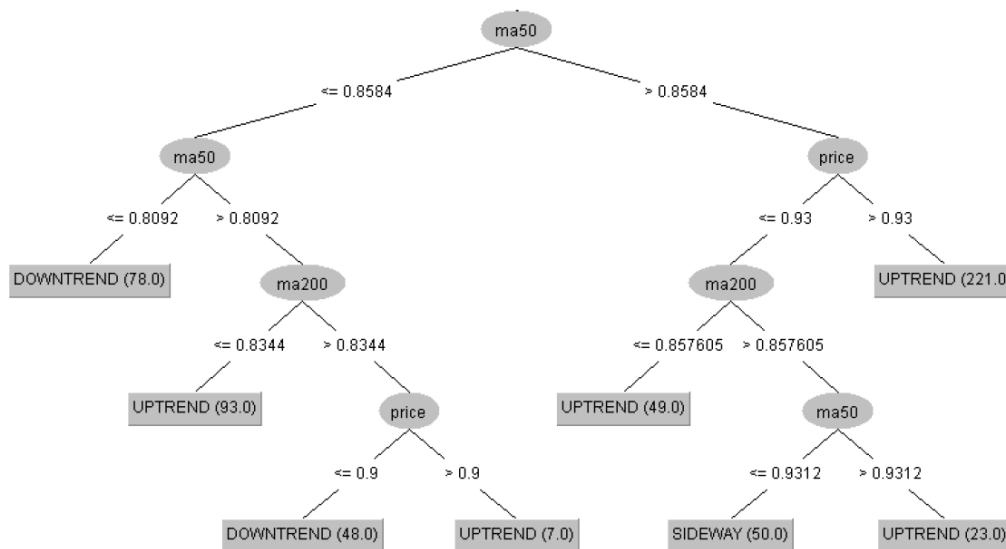 ma50
<= 0.8584 > 0.8584
ma50 price
<= 0.8092 > 0.8092 <= 0.93 > 0.93
DOWNTREND (78.0) ma200 ma200 UPTREND (221.0
<= 0.8344 > 0.8344 <= 0.857605 > 0.857605
UPTREND (93.0) price UPTREND (49.0) ma50
<= 0.9 > 0.9 <= 0.9312 > 0.9312
DOWNTREND (48.0) UPTREND (7.0) SIDEWAY (50.0) UPTREND (23.0)